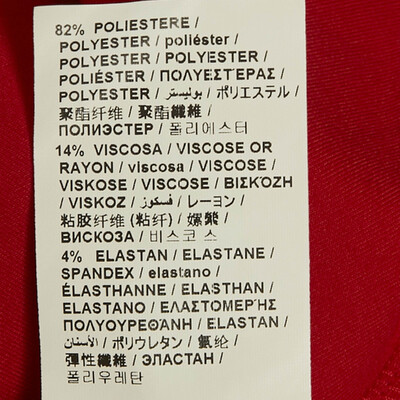 82% POLIESTERE /
POLYESTER / poliéster /
POLYESTER / POLYESTER /
POLIÉSTER / ΠΟΛΥΕΣΤΕΡΑΣ /
POLYESTER / بوليستر / ポリエステル /
聚酯纤维 / 聚酯纖維 /
ПОЛИЭСТЕР / 폴리에스터
14% VISCOSA / VISCOSE OR
RAYON / viscosa / VISCOSE /
VISKOSE / VISCOSE / ΒΙΣΚΌΖΗ
/ VISKOZ / فسكوز / レーヨン /
粘胶纤维 (粘纤) / 嫘縈 /
ВИСКОЗА / 비스코 스
4% ELASTAN / ELASTANE /
SPANDEX / elastano /
ÉLASTHANNE / ELASTHAN /
ELASTANO / ΕΛΑΣΤΟΜΕΡΉΣ
ΠΟΛΥΟΥΡΕΘΆΝΗ / ELASTAN /
الأسنان / ポリウレタン / 氨纶 /
彈性纖維 / ЭЛАСТАН /
폴리우레탄